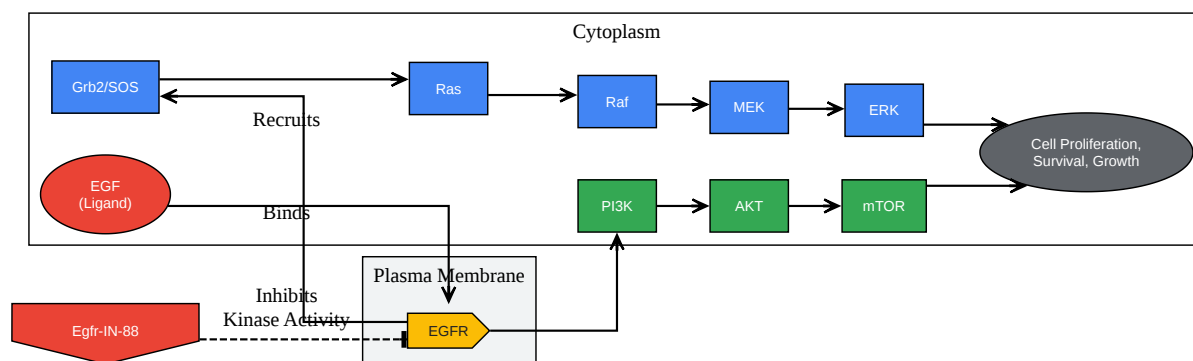 Cytoplasm
Grb2/SOS
Ras
Raf
MEK
ERK
Recruits
Cell Proliferation,
Survival, Growth
EGF
(Ligand)
Binds
PI3K
AKT
mTOR
Plasma Membrane
Inhibits
Kinase Activity
Egfr-IN-88
EGFR